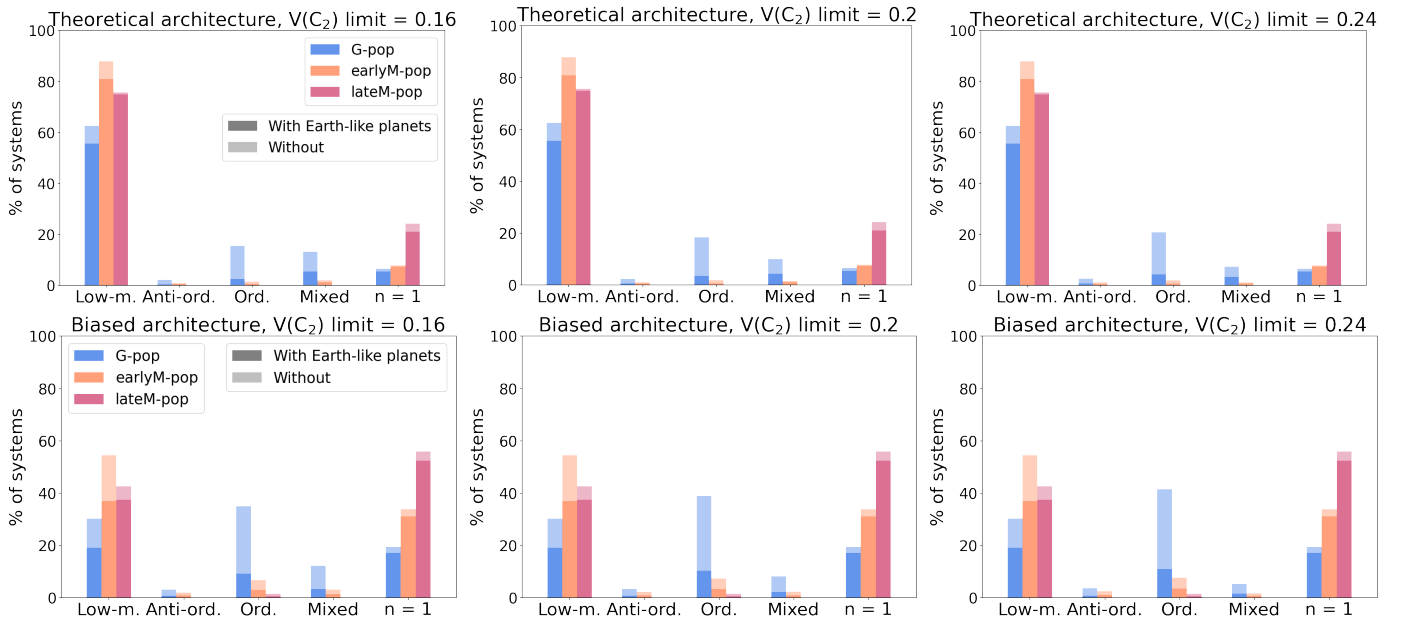 Theoretical architecture, V(C₂) limit = 0.16
100
80
60
40
20
0
% of systems
G-pop
earlyM-pop
lateM-pop
With Earth-like planets
Without
Low-m. Anti-ord. Ord. Mixed n = 1
Theoretical architecture, V(C₂) limit = 0.2
100
80
60
40
20
0
% of systems
Low-m. Anti-ord. Ord. Mixed n = 1
Theoretical architecture, V(C₂) limit = 0.24
100
80
60
40
20
0
% of systems
Low-m. Anti-ord. Ord. Mixed n = 1
Biased architecture, V(C₂) limit = 0.16
100
80
60
40
20
0
% of systems
G-pop
earlyM-pop
lateM-pop
With Earth-like planets
Without
Low-m. Anti-ord. Ord. Mixed n = 1
Biased architecture, V(C₂) limit = 0.2
100
80
60
40
20
0
% of systems
Low-m. Anti-ord. Ord. Mixed n = 1
Biased architecture, V(C₂) limit = 0.24
100
80
60
40
20
0
% of systems
Low-m. Anti-ord. Ord. Mixed n = 1